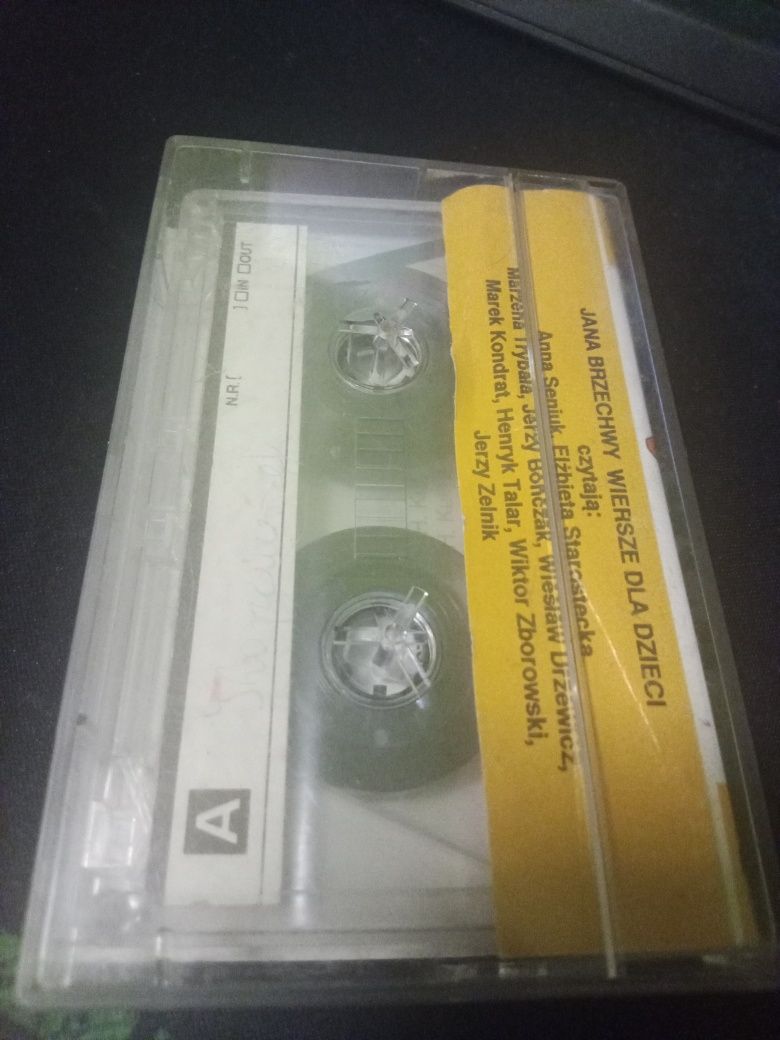 JANA BRZECHWY WIERSZE DLA DZIECI
czytają:
Anna Seniuk, Elżbieta Starostecka
Marzena Trybała, Jerzy Bończak, Wiesław Drzewicz,
Marek Kondrat, Henryk Talar, Wiktor Zborowski,
Jerzy Zelnik
A
N.R. IN OUT